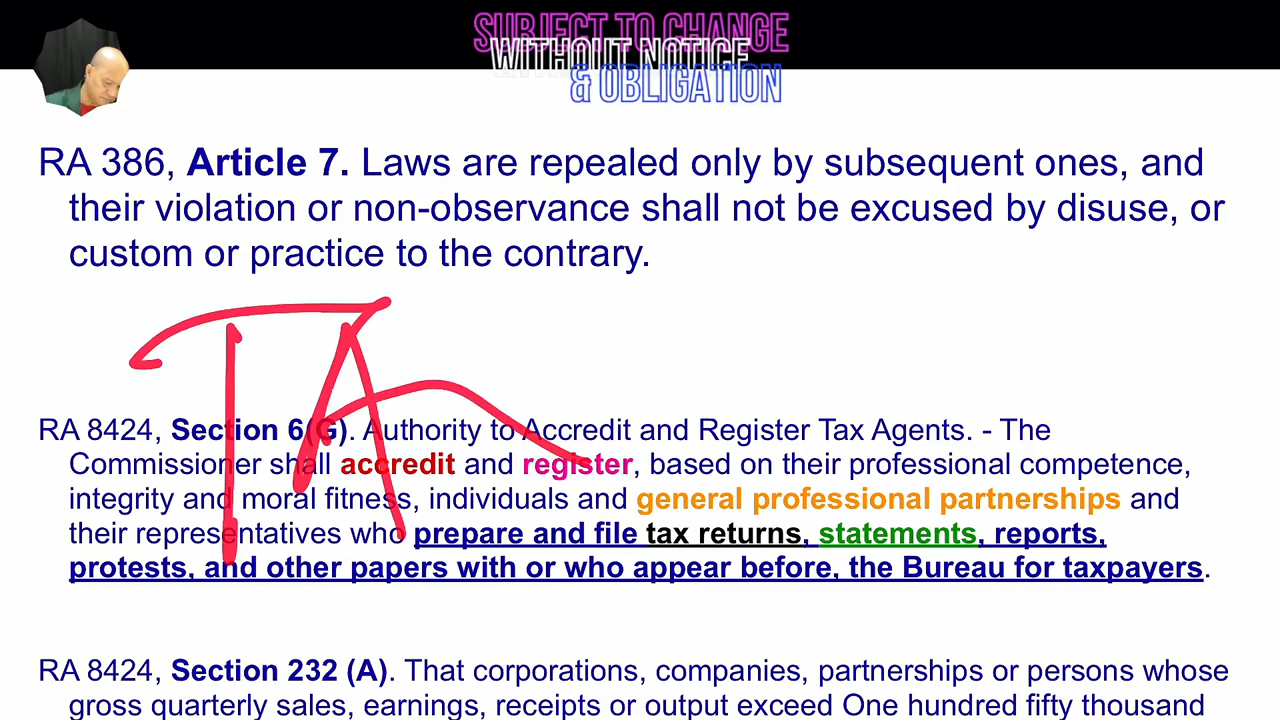 SUBJECT TO CHANGE
WITHOUT NOTICE
& OBLIGATION
RA 386, Article 7. Laws are repealed only by subsequent ones, and
their violation or non-observance shall not be excused by disuse, or
custom or practice to the contrary.
TA
RA 8424, Section 6(G). Authority to Accredit and Register Tax Agents. - The
Commissioner shall accredit and register, based on their professional competence,
integrity and moral fitness, individuals and general professional partnerships and
their representatives who prepare and file tax returns, statements, reports,
protests, and other papers with or who appear before, the Bureau for taxpayers.
RA 8424, Section 232 (A). That corporations, companies, partnerships or persons whose
gross quarterly sales, earnings, receipts or output exceed One hundred fifty thousand